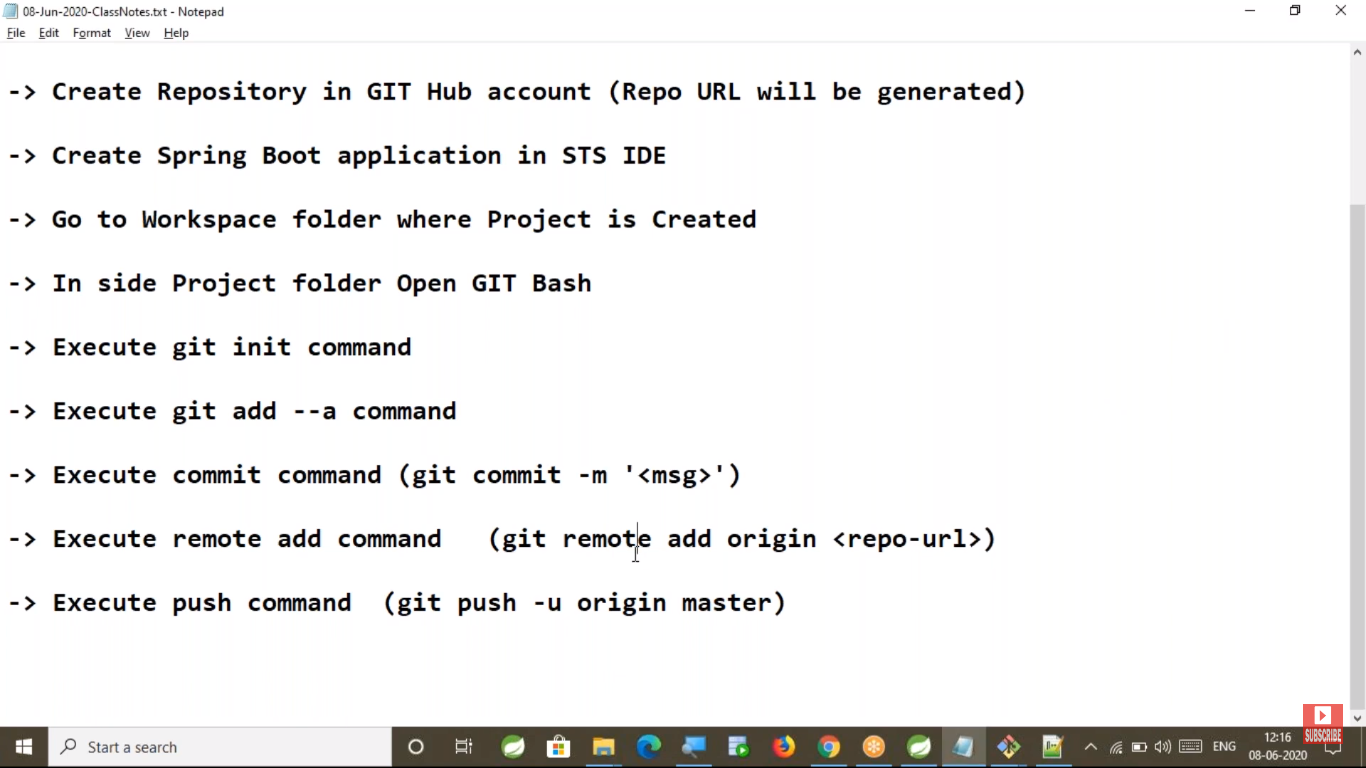 08-Jun-2020-ClassNotes.txt - Notepad
File Edit Format View Help
-> Create Repository in GIT Hub account (Repo URL will be generated)
-> Create Spring Boot application in STS IDE
-> Go to Workspace folder where Project is Created
-> In side Project folder Open GIT Bash
-> Execute git init command
-> Execute git add --a command
-> Execute commit command (git commit -m '<msg>')
-> Execute remote add command (git remote add origin <repo-url>)
-> Execute push command (git push -u origin master)
SUBSCRIBE
Start a search
ENG
12:16
08-06-2020